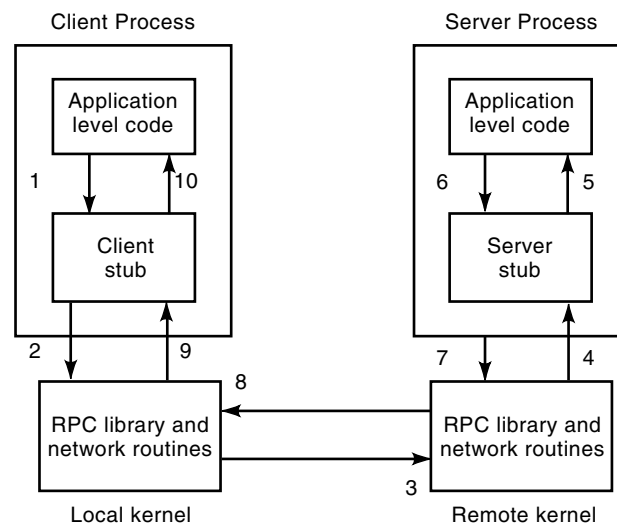 Client Process
Server Process
Application
level code
Application
level code
1
10
6
5
Client
stub
Server
stub
2
9
7
4
8
RPC library and
network routines
RPC library and
network routines
3
Local kernel
Remote kernel